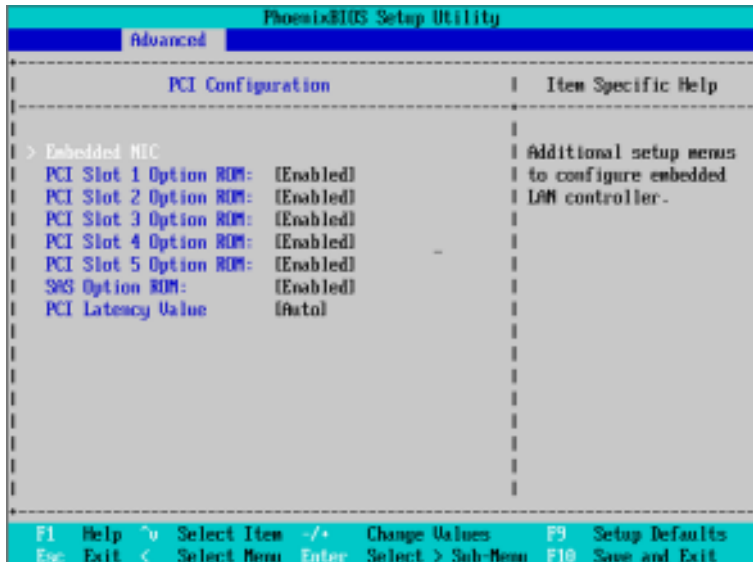 PhoenixBIOS Setup Utility
Advanced
PCI Configuration
Item Specific Help
> Embedded NIC
PCI Slot 1 Option ROM: [Enabled]
PCI Slot 2 Option ROM: [Enabled]
PCI Slot 3 Option ROM: [Enabled]
PCI Slot 4 Option ROM: [Enabled]
PCI Slot 5 Option ROM: [Enabled]
SAS Option ROM: [Enabled]
PCI Latency Value [Auto]
Additional setup menus
to configure embedded
LAN controller.
F1 Help ^v Select Item -/+ Change Values F9 Setup Defaults
Esc Exit < Select Menu Enter Select > Sub-Menu F10 Save and Exit